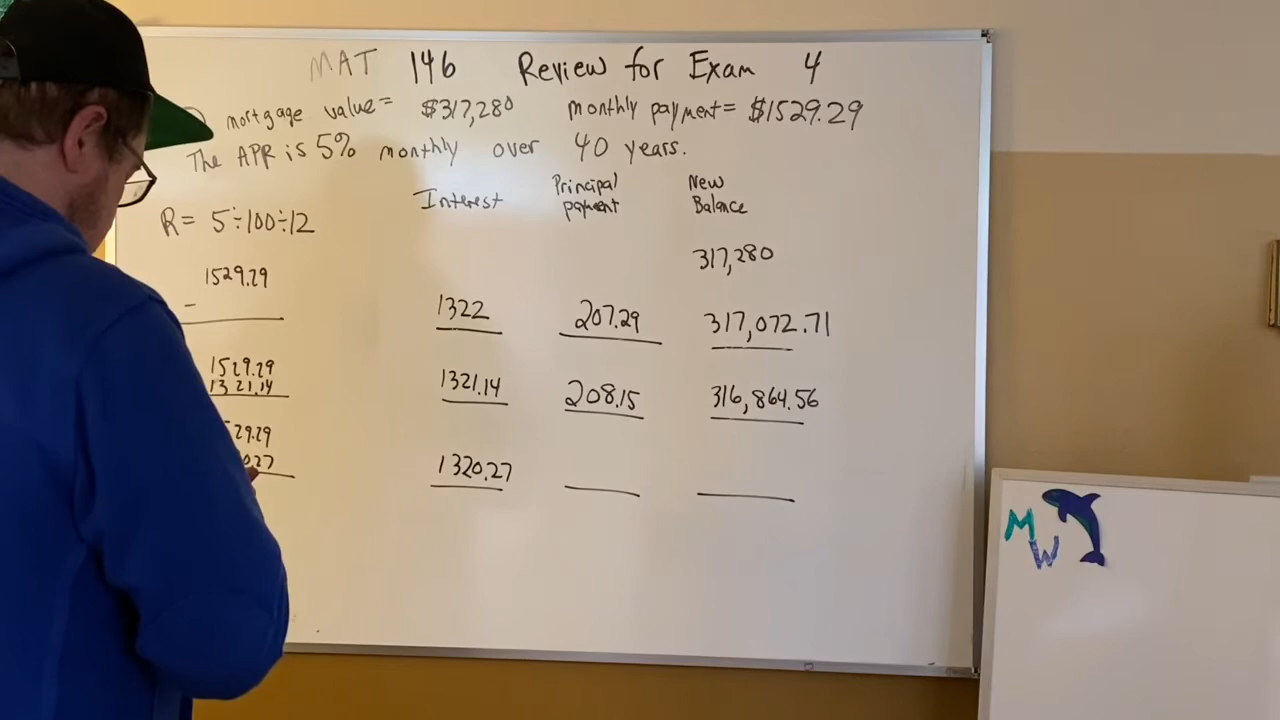 MAT 146 Review for Exam 4
mortgage value = $317,280 monthly payment = $1529.29
The APR is 5% monthly over 40 years.
Interest Principal payment New Balance
R = 5÷100÷12
317,280
1529.29
-
1322 207.29 317,072.71
1529.29
1321.14
1321.14 208.15 316,864.56
29.29
0.27
1320.27
M
W